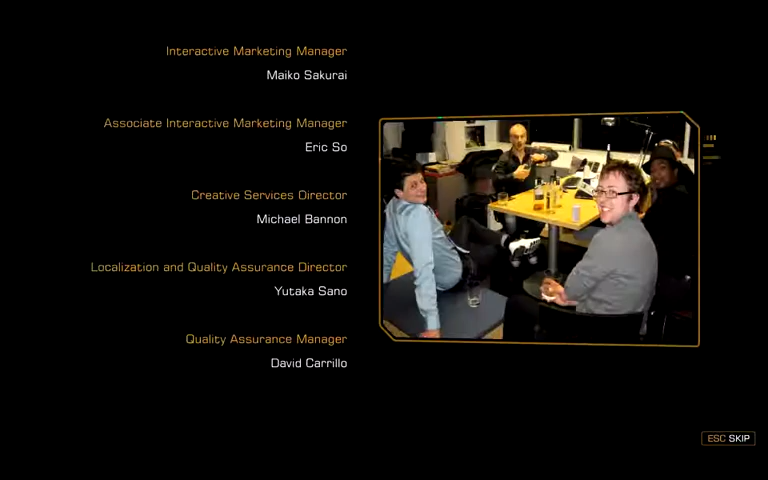 Interactive Marketing Manager
Maiko Sakurai
Associate Interactive Marketing Manager
Eric So
Creative Services Director
Michael Bannon
Localization and Quality Assurance Director
Yutaka Sano
Quality Assurance Manager
David Carrillo
ESC SKIP